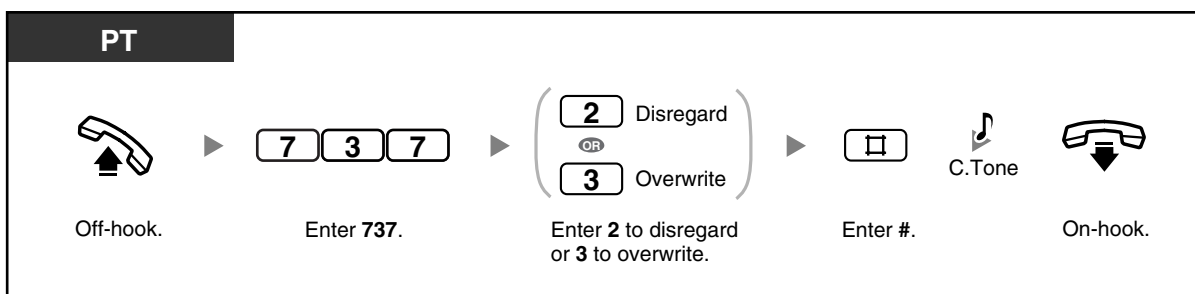 PT
7 3 7
2 Disregard
OR
3 Overwrite
#
C.Tone
Off-hook.
Enter 737.
Enter 2 to disregard
or 3 to overwrite.
Enter #.
On-hook.